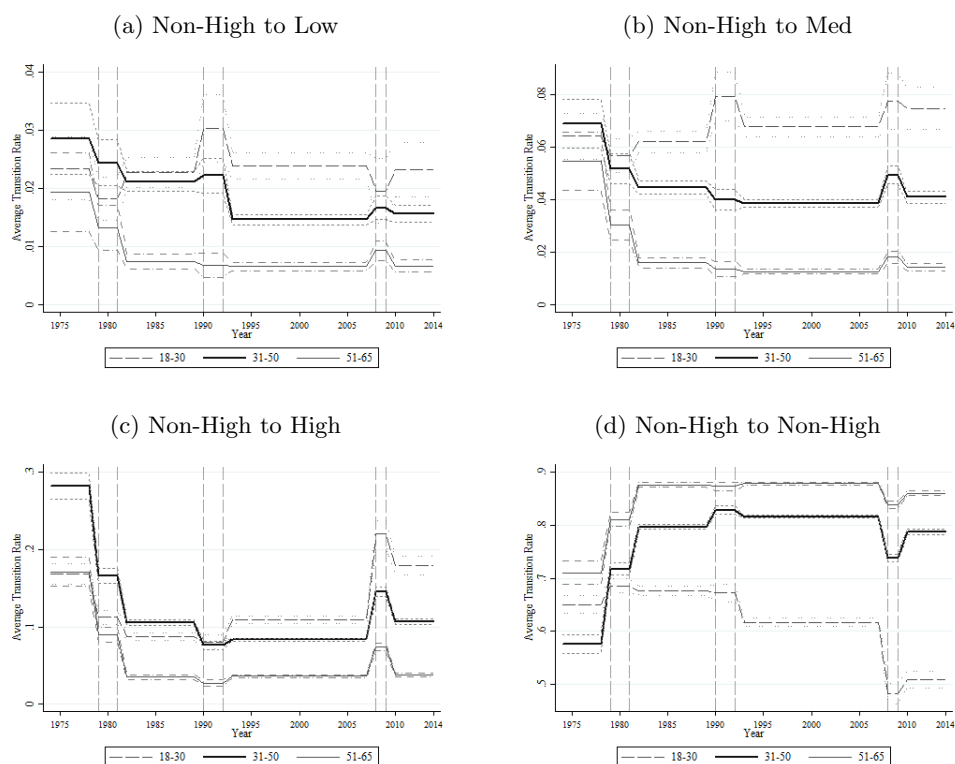 (a) Non-High to Low
(b) Non-High to Med
Average Transition Rate
0 .01 .02 .03 .04
1975 1980 1985 1990 1995 2000 2005 2010 2014
Year
18-30 31-50 51-65
Average Transition Rate
0 .02 .04 .06 .08
1975 1980 1985 1990 1995 2000 2005 2010 2014
Year
18-30 31-50 51-65
(c) Non-High to High
(d) Non-High to Non-High
Average Transition Rate
0 .1 .2 .3
1975 1980 1985 1990 1995 2000 2005 2010 2014
Year
18-30 31-50 51-65
Average Transition Rate
.5 .6 .7 .8 .9
1975 1980 1985 1990 1995 2000 2005 2010 2014
Year
18-30 31-50 51-65